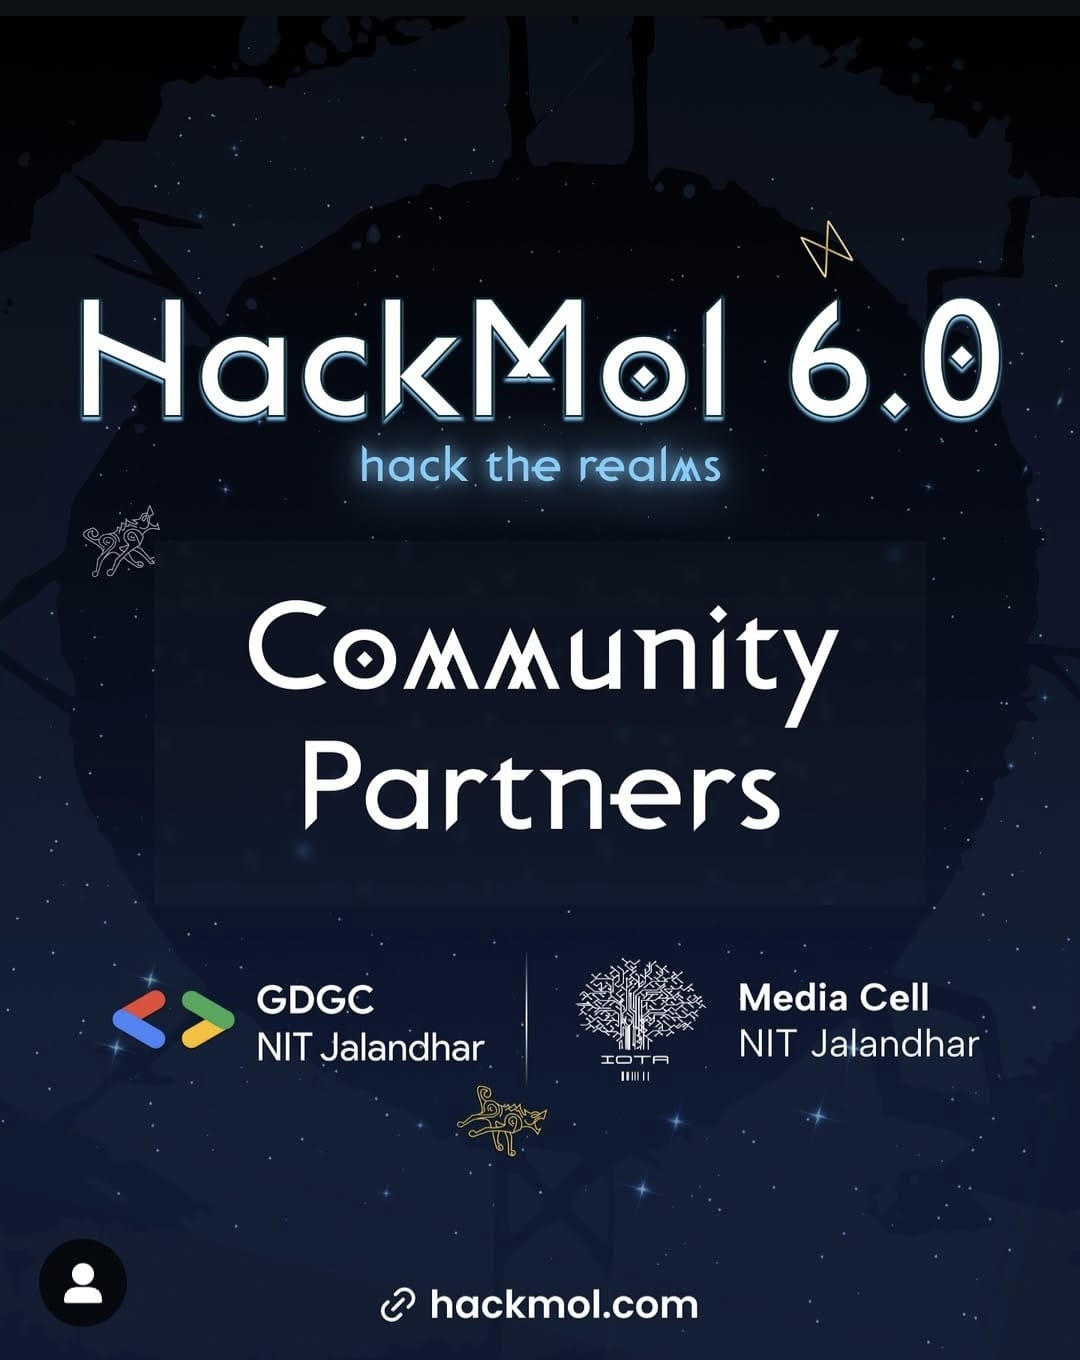 HackMol 6.0
hack the realms
Community
Partners
GDGC
NIT Jalandhar
IOTA
Media Cell
NIT Jalandhar
hackmol.com